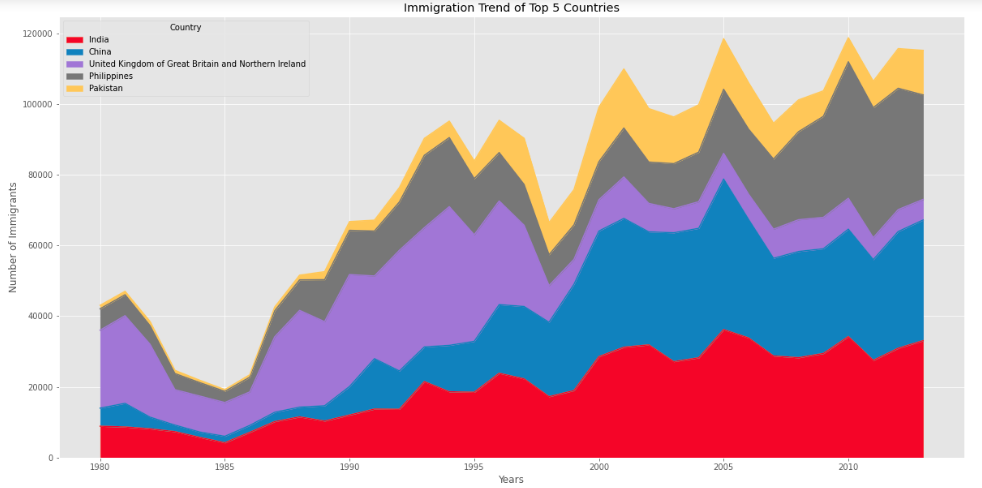 Immigration Trend of Top 5 Countries
Country
India
China
United Kingdom of Great Britain and Northern Ireland
Philippines
Pakistan
Number of Immigrants
120000
100000
80000
60000
40000
20000
0
1980 1985 1990 1995 2000 2005 2010
Years